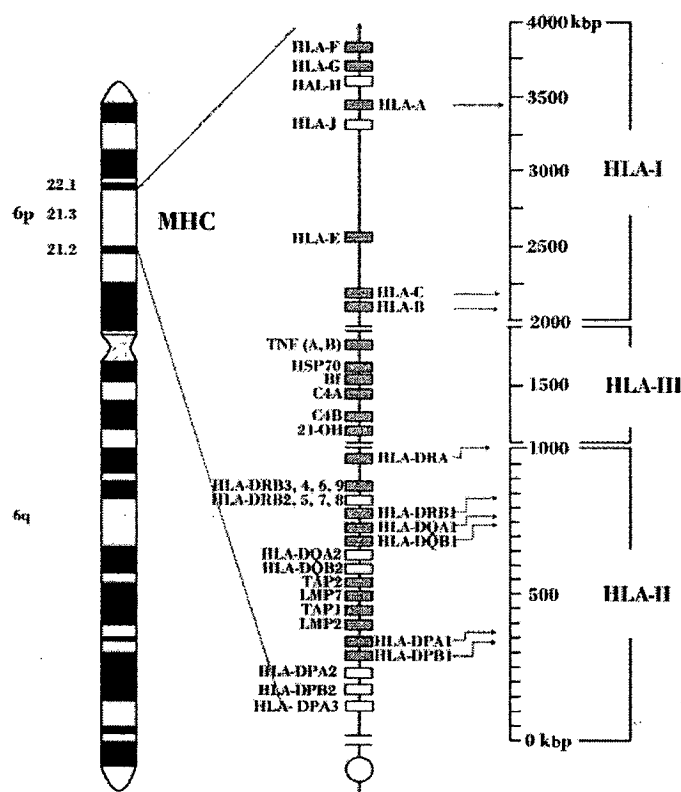 22.1
6p
21.3
21.2
6q
MHC
HLA-F
HLA-G
HAL-H
HLA-A
HLA-J
HLA-E
HLA-C
HLA-B
TNF (A, B)
HSP70
Bf
C4A
C4B
21-OH
HLA-DRA
HLA-DRB3, 4, 6, 9
HLA-DRB2, 5, 7, 8
HLA-DRB1
HLA-DQA1
HLA-DQB1
HLA-DQA2
HLA-DQB2
TAP2
LMP7
TAP1
LMP2
HLA-DPA1
HLA-DPB1
HLA-DPA2
HLA-DPB2
HLA- DPA3
4000 kbp
3500
3000
2500
2000
1500
1000
500
0 kbp
HLA-I
HLA-III
HLA-II